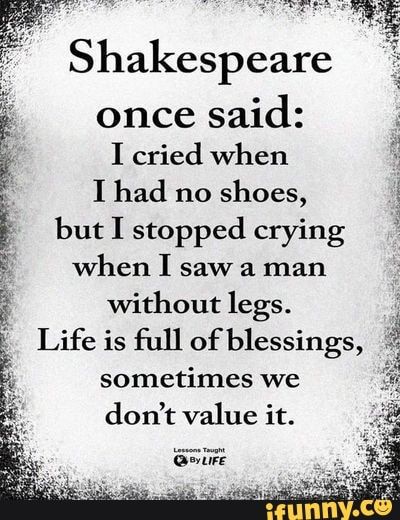 Shakespeare
once said:
I cried when
I had no shoes,
but I stopped crying
when I saw a man
without legs.
Life is full of blessings,
sometimes we
don't value it.
Lessons Taught
By LIFE
ifunny.co